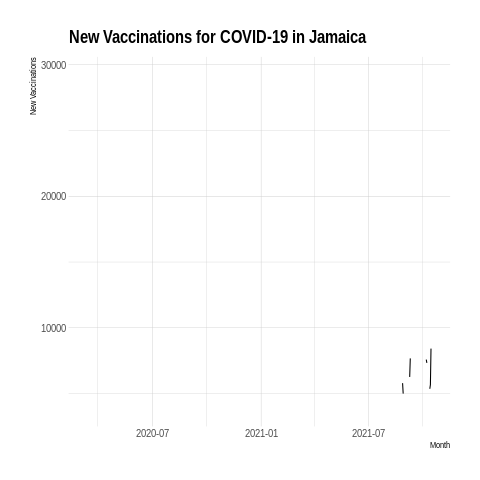 New Vaccinations for COVID-19 in Jamaica
New Vaccinations
30000
20000
10000
2020-07 2021-01 2021-07
Month